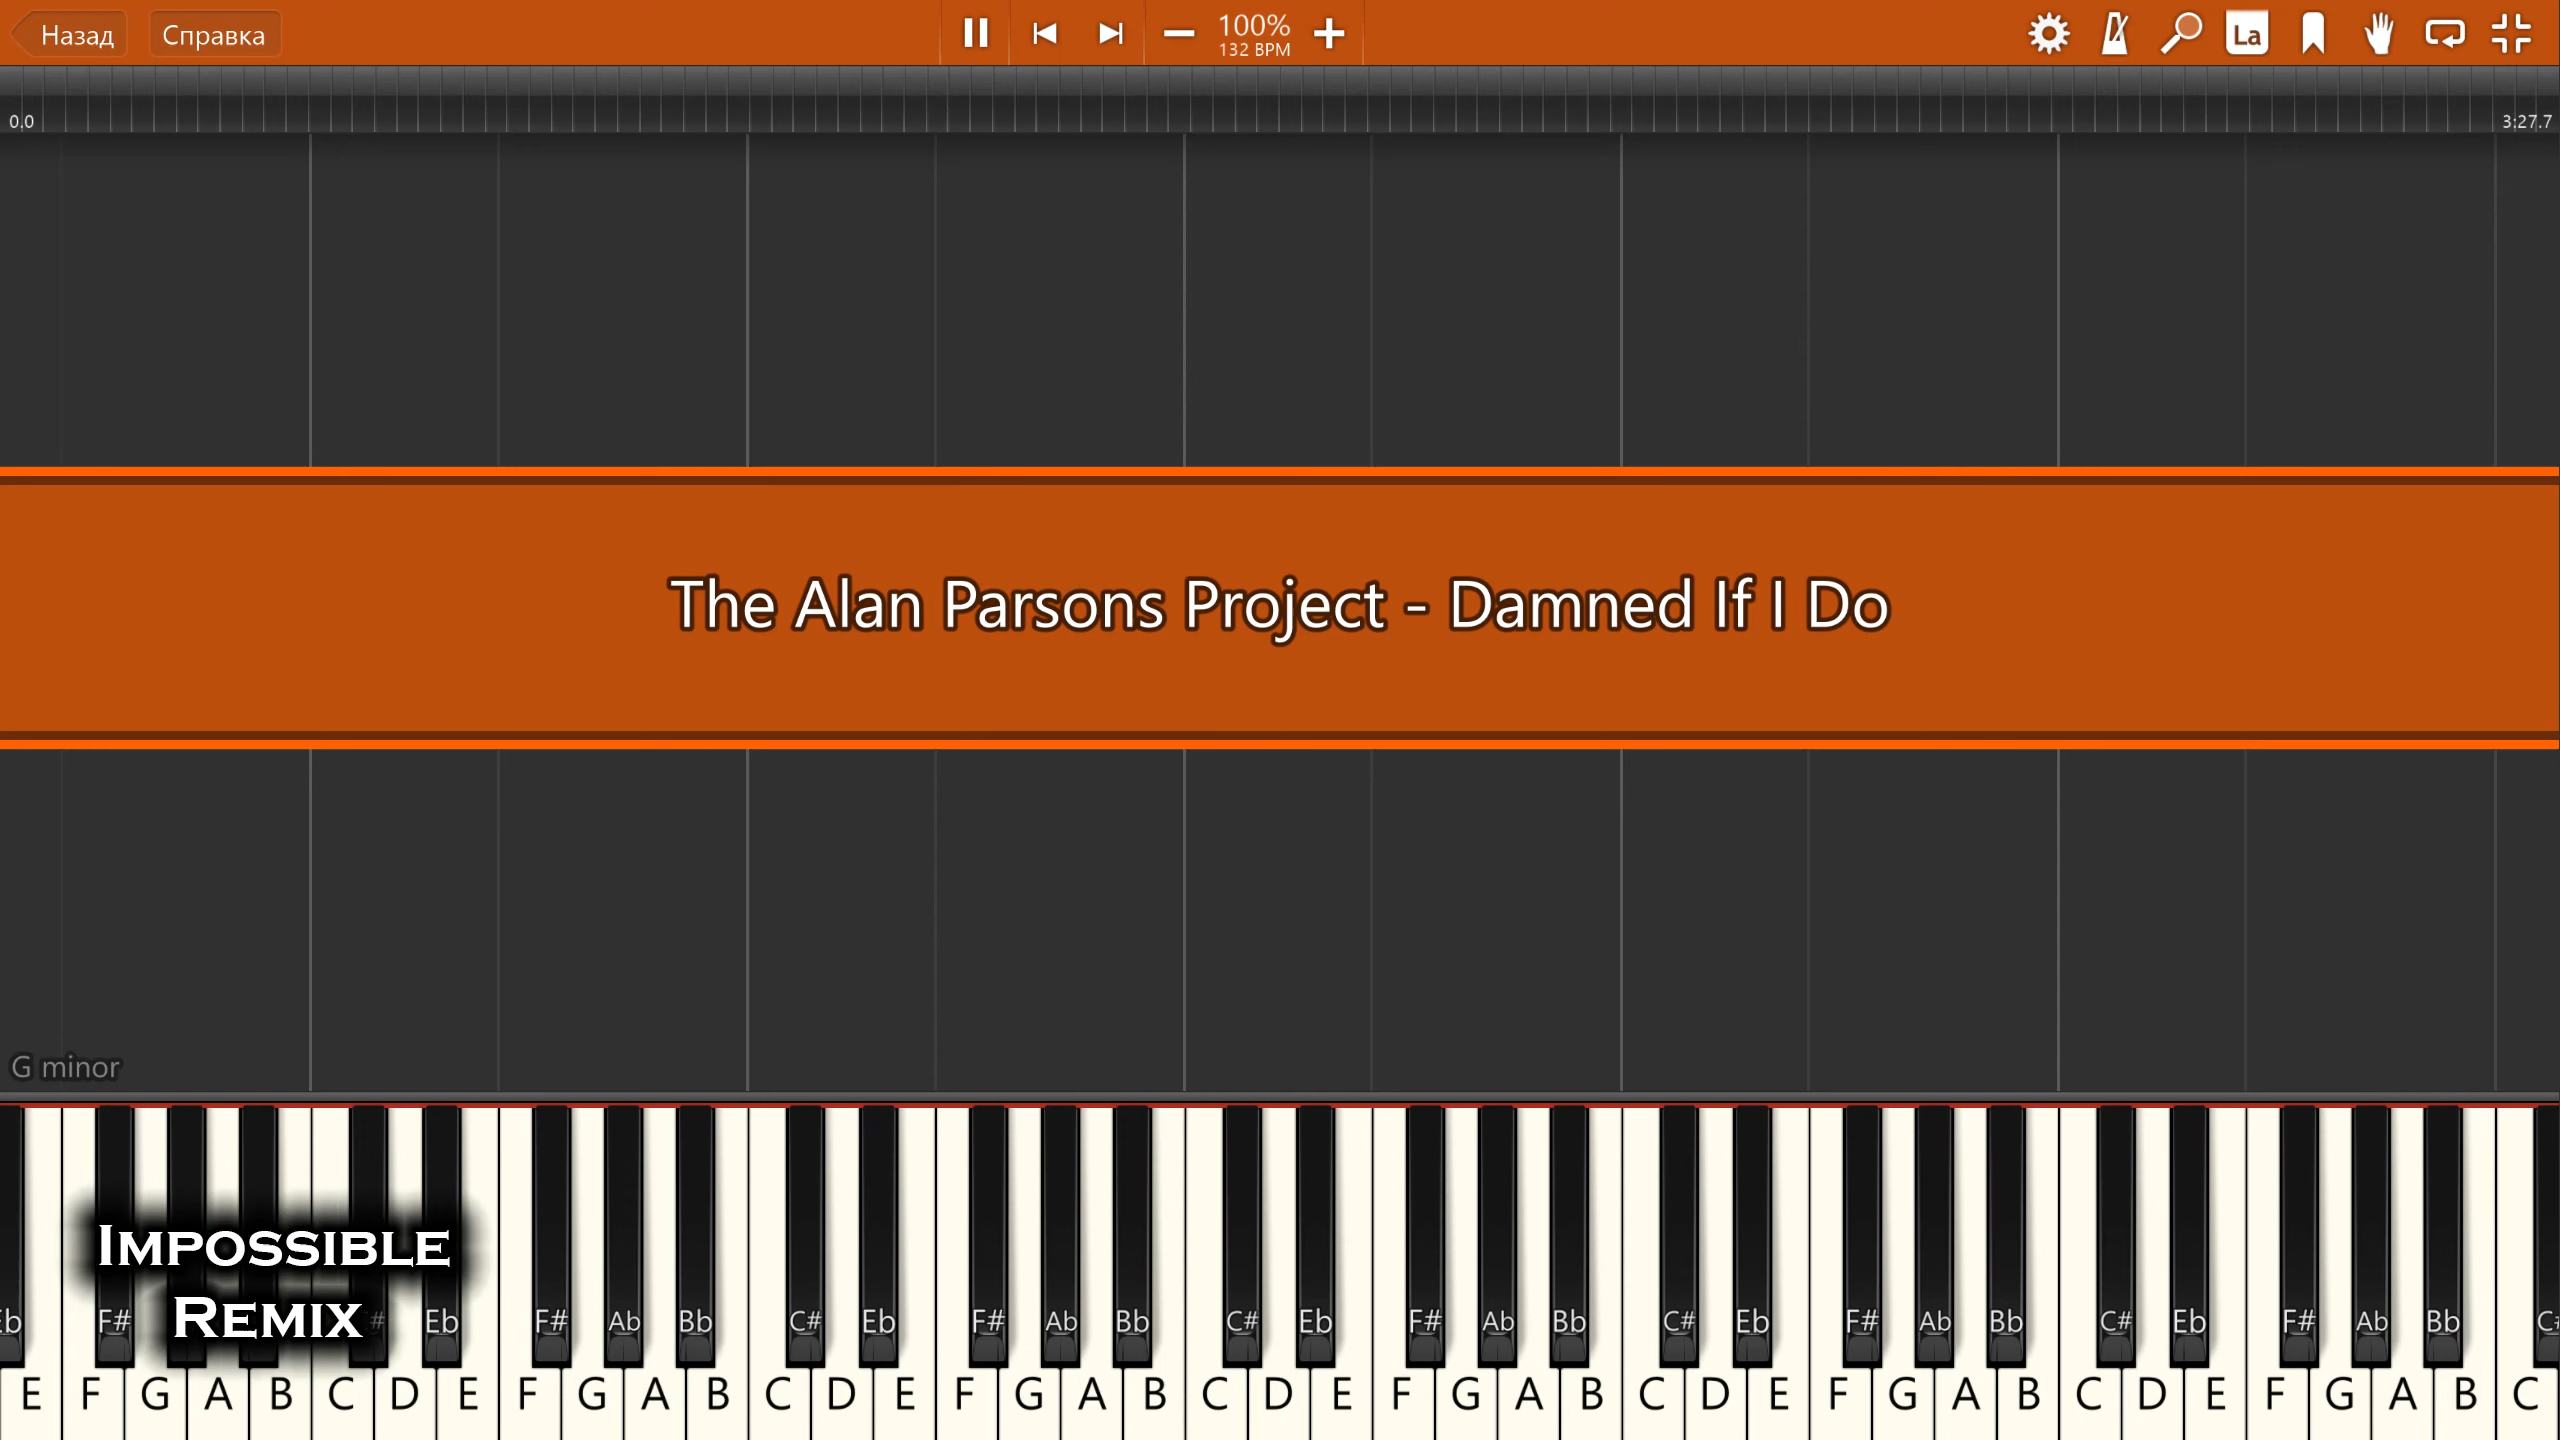 Назад Справка 100%
132 BPM La
0.0 3:27.7
The Alan Parsons Project - Damned If I Do
G minor
Impossible
Remix
Eb F# # Eb F# Ab Bb C# Eb F# Ab Bb C# Eb F# Ab Bb C# Eb F# Ab Bb C# Eb F# Ab Bb C#
E F G A B C D E F G A B C D E F G A B C D E F G A B C D E F G A B C D E F G A B C